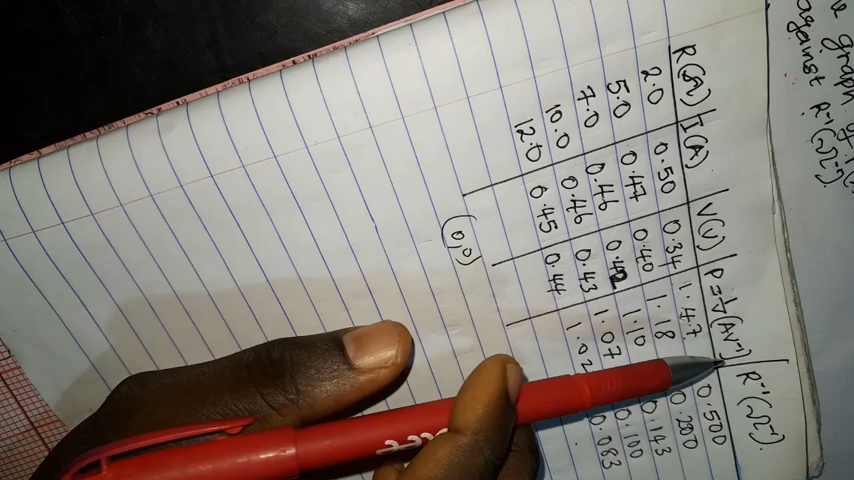 graph of
against R⁻¹(Ω⁻¹).
R(Ω) | I(A) | V(V) | P=I/V(AV⁻¹) | R⁻¹(Ω⁻¹).
2.0 0.50 0.34 1.47 0.500
5.0 0.47 0.40 1.18 0.200
7.0 0.46 0.42 1.10 0.143
10.0 0.46 0.43 1.07 0.100
12.0 0.45 0.44 1.02 0.083
(0,0)